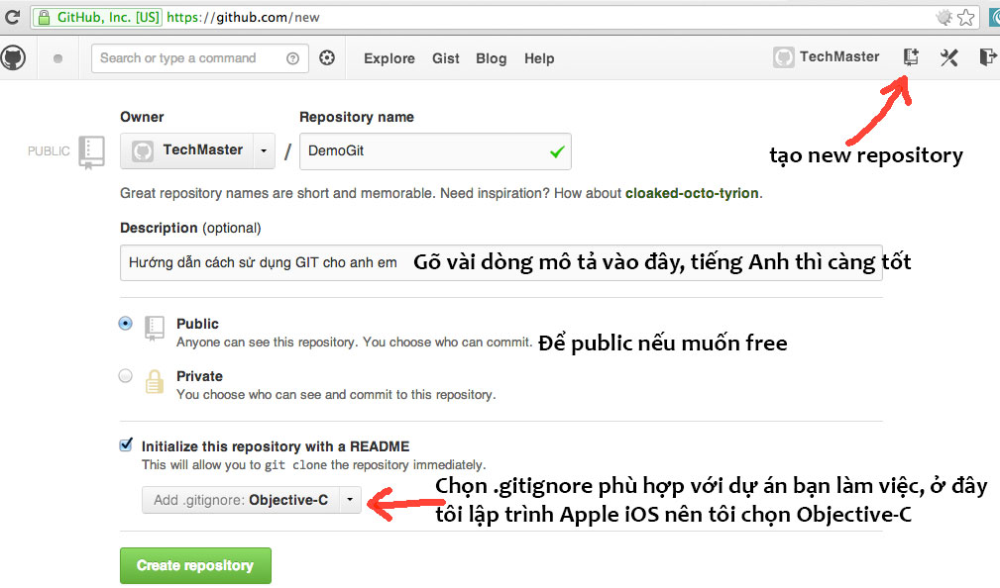 GitHub, Inc. [US] https://github.com/new
Search or type a command Explore Gist Blog Help TechMaster
tạo new repository
Owner Repository name
PUBLIC TechMaster / DemoGit
Great repository names are short and memorable. Need inspiration? How about cloaked-octo-tyrion.
Description (optional)
Hướng dẫn cách sử dụng GIT cho anh em Gõ vài dòng mô tả vào đây, tiếng Anh thì càng tốt
Public
Anyone can see this repository. You choose who can commit. Để public nếu muốn free
Private
You choose who can see and commit to this repository.
Initialize this repository with a README
This will allow you to git clone the repository immediately.
Add .gitignore: Objective-C
Chọn .gitignore phù hợp với dự án bạn làm việc, ở đây
tôi lập trình Apple iOS nên tôi chọn Objective-C
Create repository